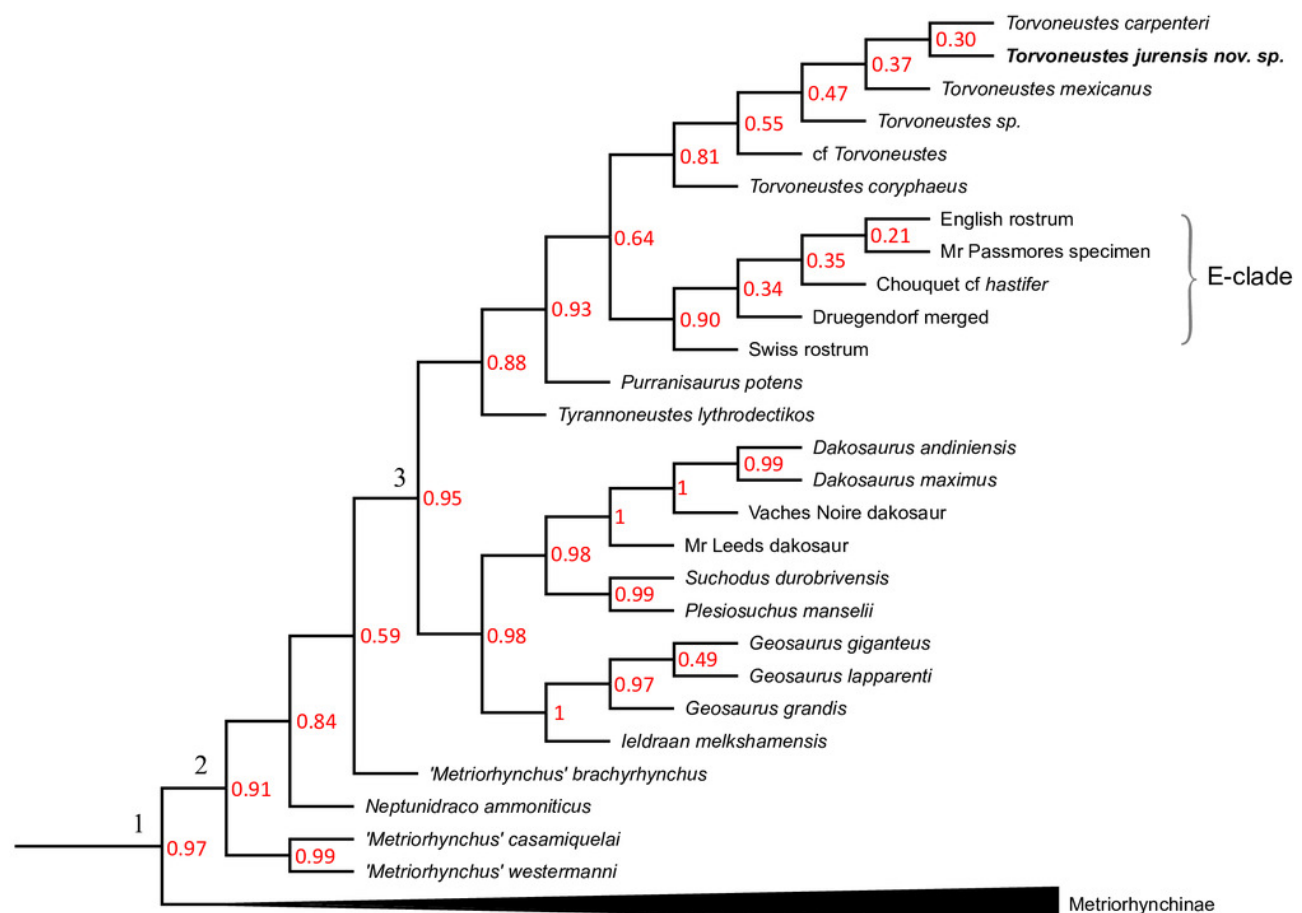 Torvoneustes carpenteri
0.30
Torvoneustes jurensis nov. sp.
0.37
Torvoneustes mexicanus
0.47
Torvoneustes sp.
0.55
cf Torvoneustes
0.81
Torvoneustes coryphaeus
English rostrum
0.21
0.64
Mr Passmores specimen
0.35
E-clade
Chouquet cf hastifer
0.34
0.93
Druegendorf merged
0.90
Swiss rostrum
0.88
Purranisaurus potens
Tyrannoneustes lythrodectikos
Dakosaurus andiniensis
0.99
3
Dakosaurus maximus
1
0.95
Vaches Noire dakosaur
1
Mr Leeds dakosaur
0.98
Suchodus durobrivensis
0.99
Plesiosuchus manselii
0.59
0.98
Geosaurus giganteus
0.49
Geosaurus lapparenti
0.97
Geosaurus grandis
1
0.84
Ieldraan melkshamensis
2
'Metriorhynchus' brachyrhynchus
0.91
Neptunidraco ammoniticus
1
'Metriorhynchus' casamiquelai
0.97
0.99
'Metriorhynchus' westermanni
Metriorhynchinae